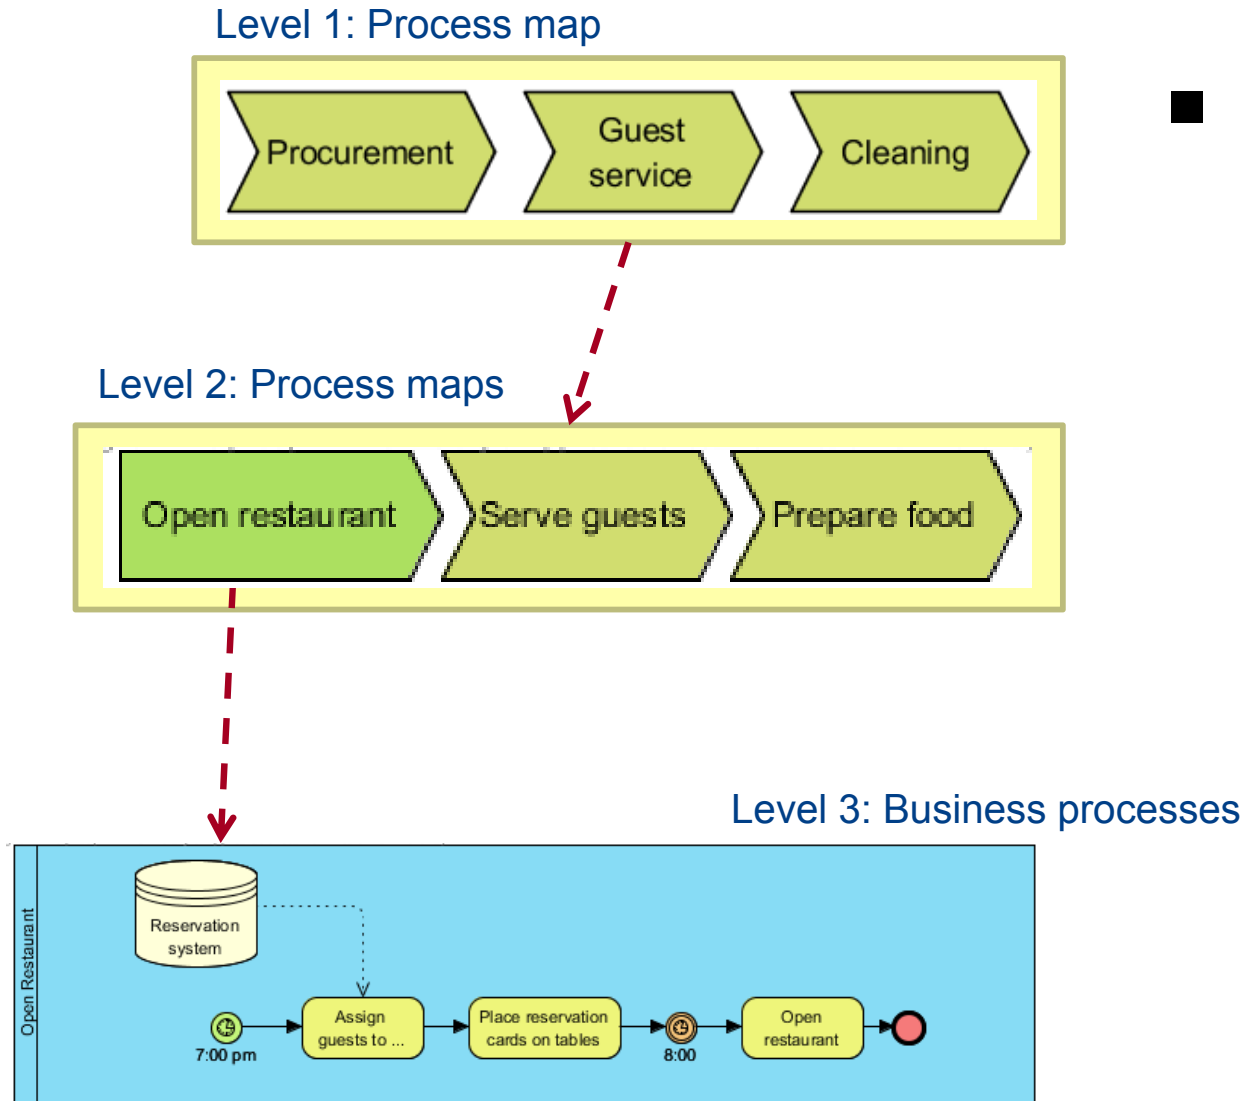 Level 1: Process map
Procurement
Guest
service
Cleaning
Level 2: Process maps
Open restaurant
Serve guests
Prepare food
Level 3: Business processes
Open Restaurant
Reservation
system
7:00 pm
Assign
guests to ...
Place reservation
cards on tables
8:00
Open
restaurant